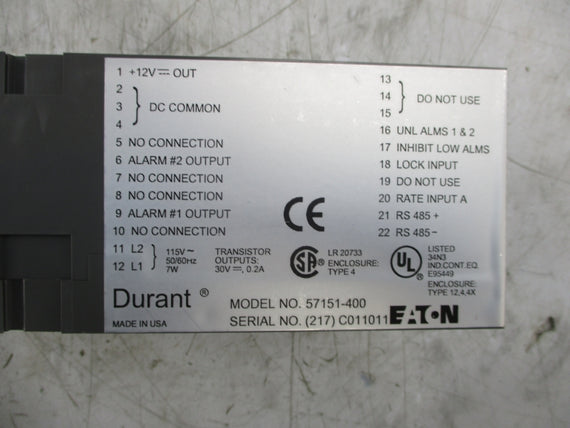 1 +12V⎓ OUT
2
3 } DC COMMON
4
5 NO CONNECTION
6 ALARM #2 OUTPUT
7 NO CONNECTION
8 NO CONNECTION
9 ALARM #1 OUTPUT
10 NO CONNECTION
11 L2
12 L1
115V~
50/60Hz
7W
TRANSISTOR
OUTPUTS:
30V⎓, 0.2A
13
14 } DO NOT USE
15
16 UNL ALMS 1 & 2
17 INHIBIT LOW ALMS
18 LOCK INPUT
19 DO NOT USE
20 RATE INPUT A
21 RS 485 +
22 RS 485 −
CE
SA
®
LR 20733
ENCLOSURE:
TYPE 4
UL
®
LISTED
34N3
IND.CONT.EQ.
E95449
ENCLOSURE:
TYPE 12,4,4X
Durant ®
MADE IN USA
MODEL NO. 57151-400
SERIAL NO. (217) C011011
EATON